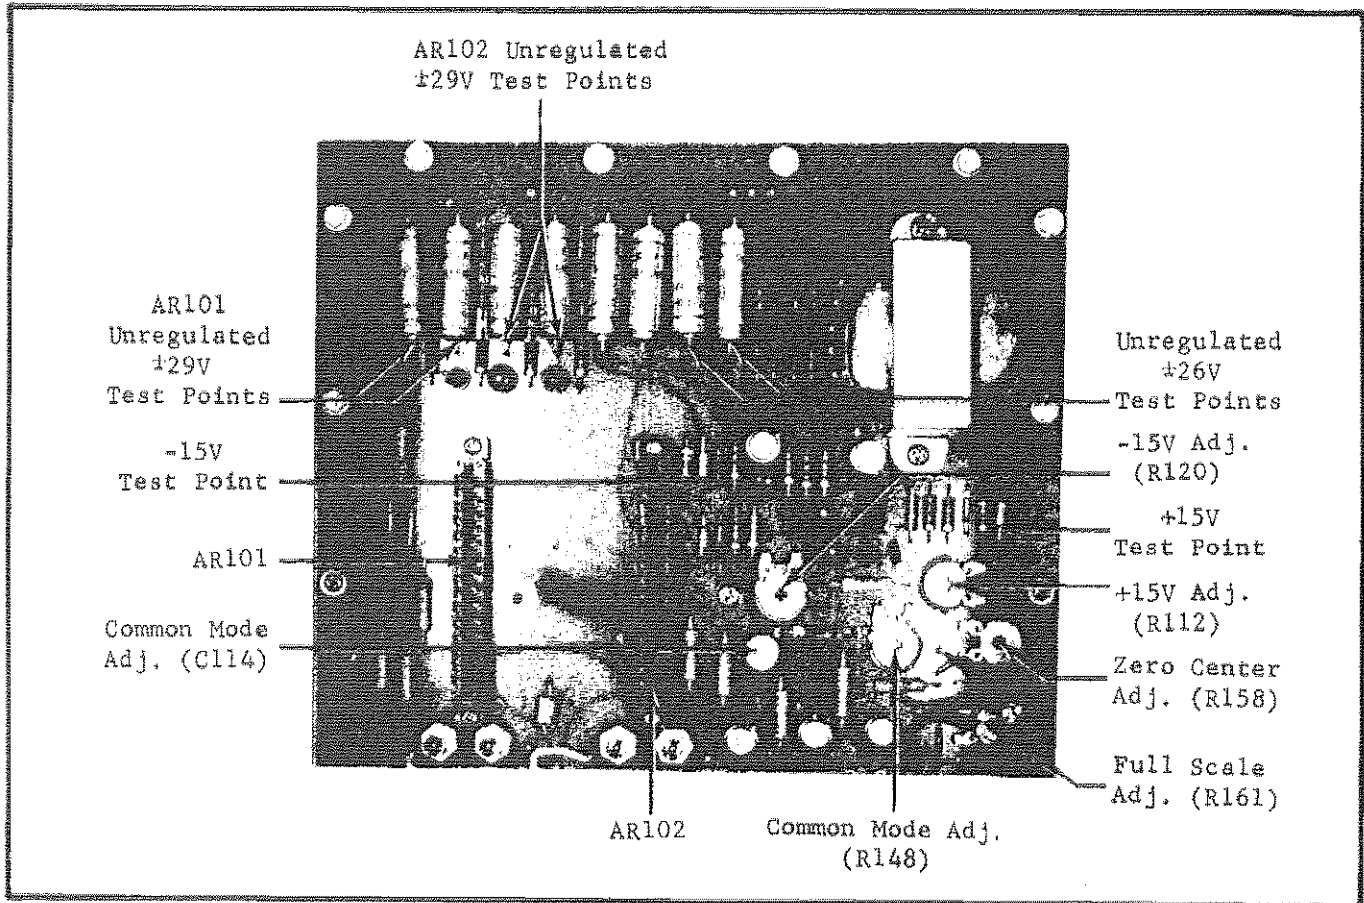 AR102 Unregulated
±29V Test Points
AR101
Unregulated
±29V
Test Points
-15V
Test Point
AR101
Common Mode
Adj. (C114)
Unregulated
±26V
Test Points
-15V Adj.
(R120)
+15V
Test Point
+15V Adj.
(R112)
Zero Center
Adj. (R158)
Full Scale
Adj. (R161)
AR102
Common Mode Adj.
(R148)